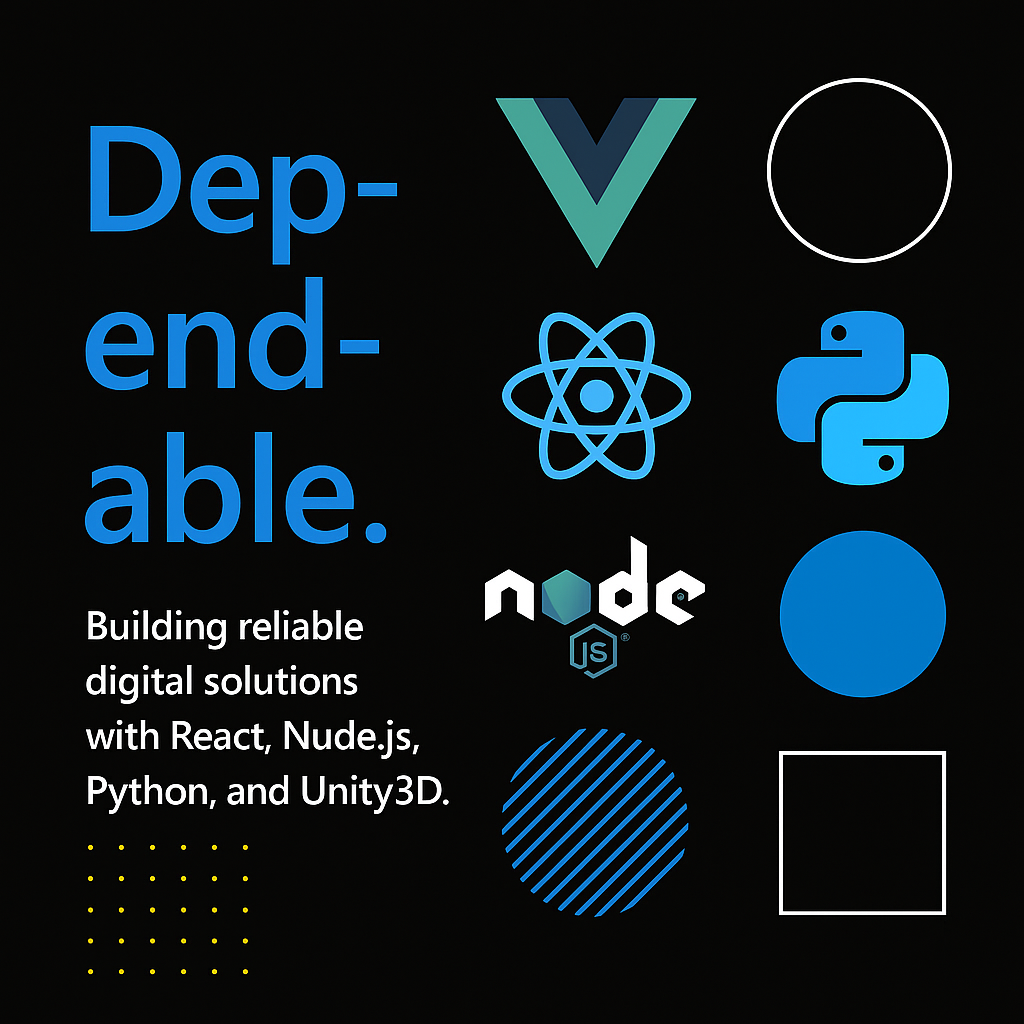 Dep-
end-
able.
Building reliable
digital solutions
with React, Nude.js,
Python, and Unity3D.
node
JS®